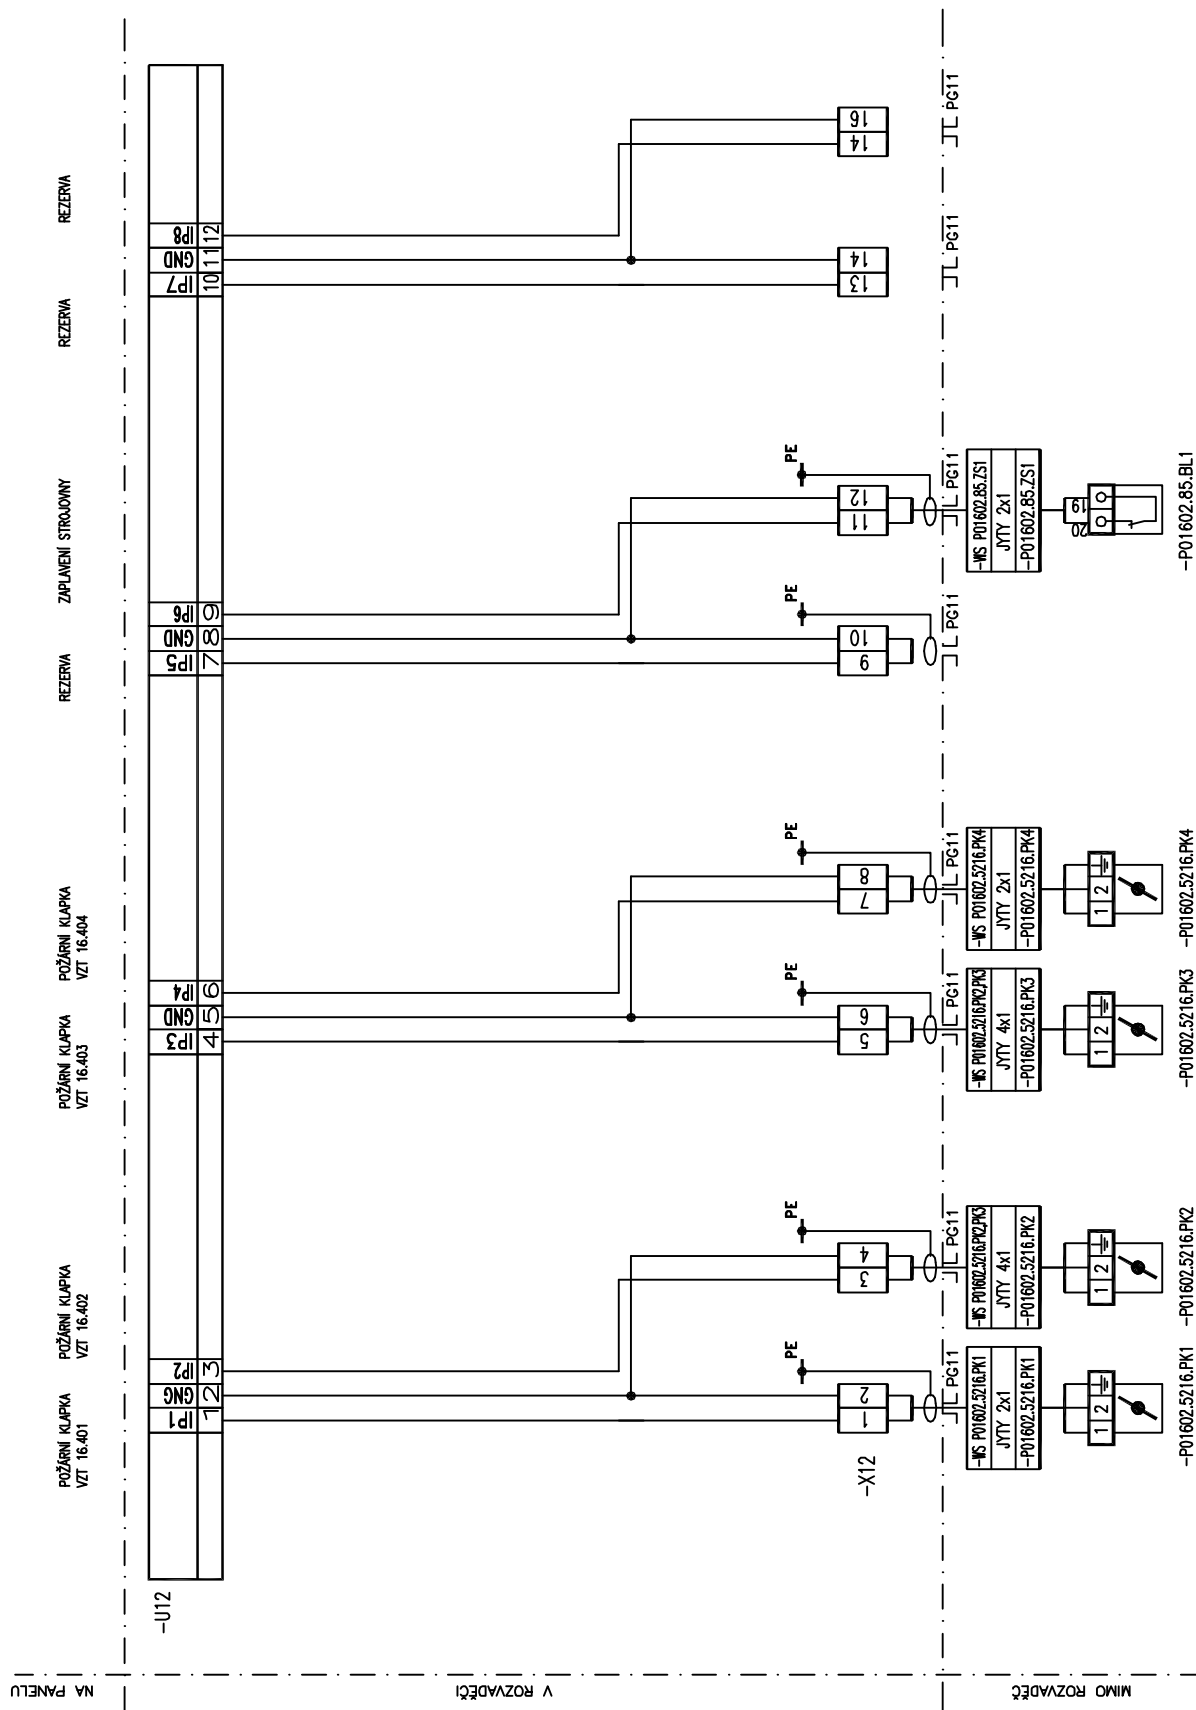 NA PANELU
POŽÁRNÍ KLAPKA
VZT 16.401
POŽÁRNÍ KLAPKA
VZT 16.402
POŽÁRNÍ KLAPKA
VZT 16.403
POŽÁRNÍ KLAPKA
VZT 16.404
REZERVA
ZAPLAVENÍ STROJOVNY
REZERVA
REZERVA
-U12
IP1 GNG IP2
1 2 3
IP3 GND IP4
4 5 6
IP5 GND IP6
7 8 9
IP7 GND IP8
10 11 12
V ROZVADĚČI
PE PE PE PE PE PE
-X12
1 2
3 4
5 6
7 8
9 10
11 12
13 14
14 16
PG11 PG11 PG11 PG11 PG11 PG11 PG11 PG11
MIMO ROZVADĚČ
-WS P01602.5216.PK1
JYTY 2x1
-P01602.5216.PK1
-WS P01602.5216.PK2,PK3
JYTY 4x1
-P01602.5216.PK2
-WS P01602.5216.PK2,PK3
JYTY 4x1
-P01602.5216.PK3
-WS P01602.5216.PK4
JYTY 2x1
-P01602.5216.PK4
-WS P01602.85.ZS1
JYTY 2x1
-P01602.85.ZS1
1 2
1 2
1 2
1 2
20 19
-P01602.5216.PK1
-P01602.5216.PK2
-P01602.5216.PK3
-P01602.5216.PK4
-P01602.85.BL1